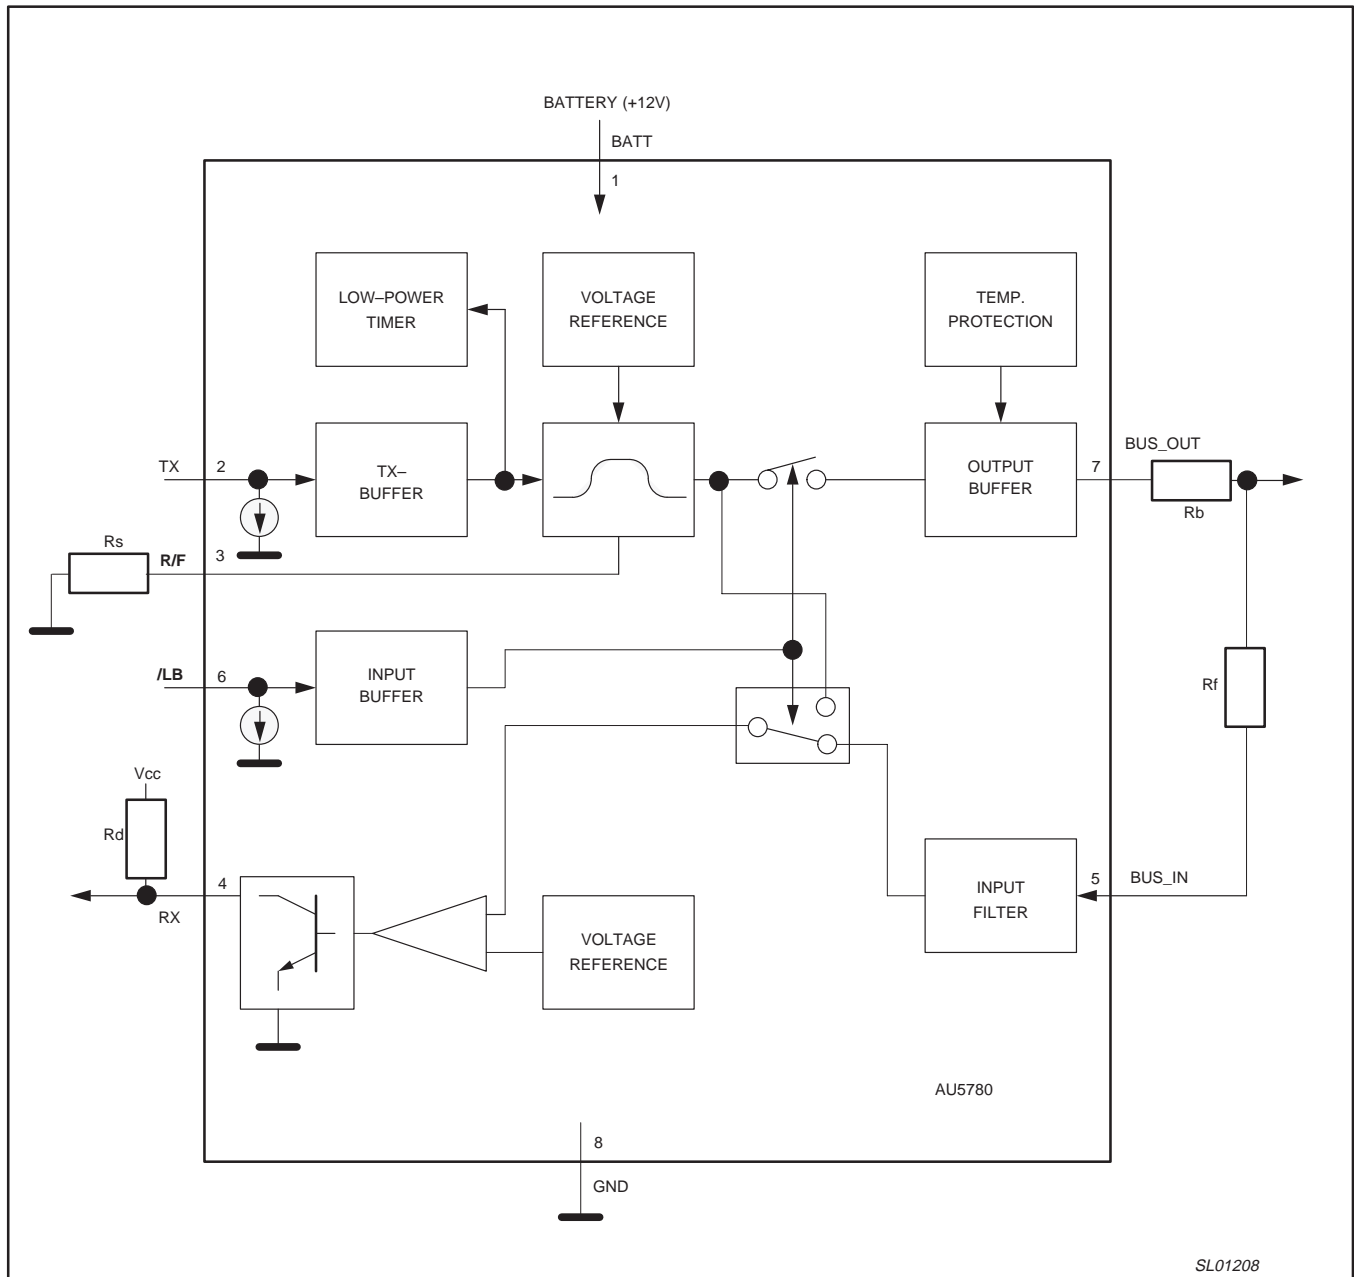 BATTERY (+12V)
BATT
1
LOW–POWER
TIMER
VOLTAGE
REFERENCE
TEMP.
PROTECTION
TX
2
TX–
BUFFER
OUTPUT
BUFFER
7
BUS_OUT
Rb
Rs
R/F
3
/LB
6
INPUT
BUFFER
Rf
Vcc
Rd
4
RX
VOLTAGE
REFERENCE
INPUT
FILTER
5
BUS_IN
AU5780
8
GND
SL01208